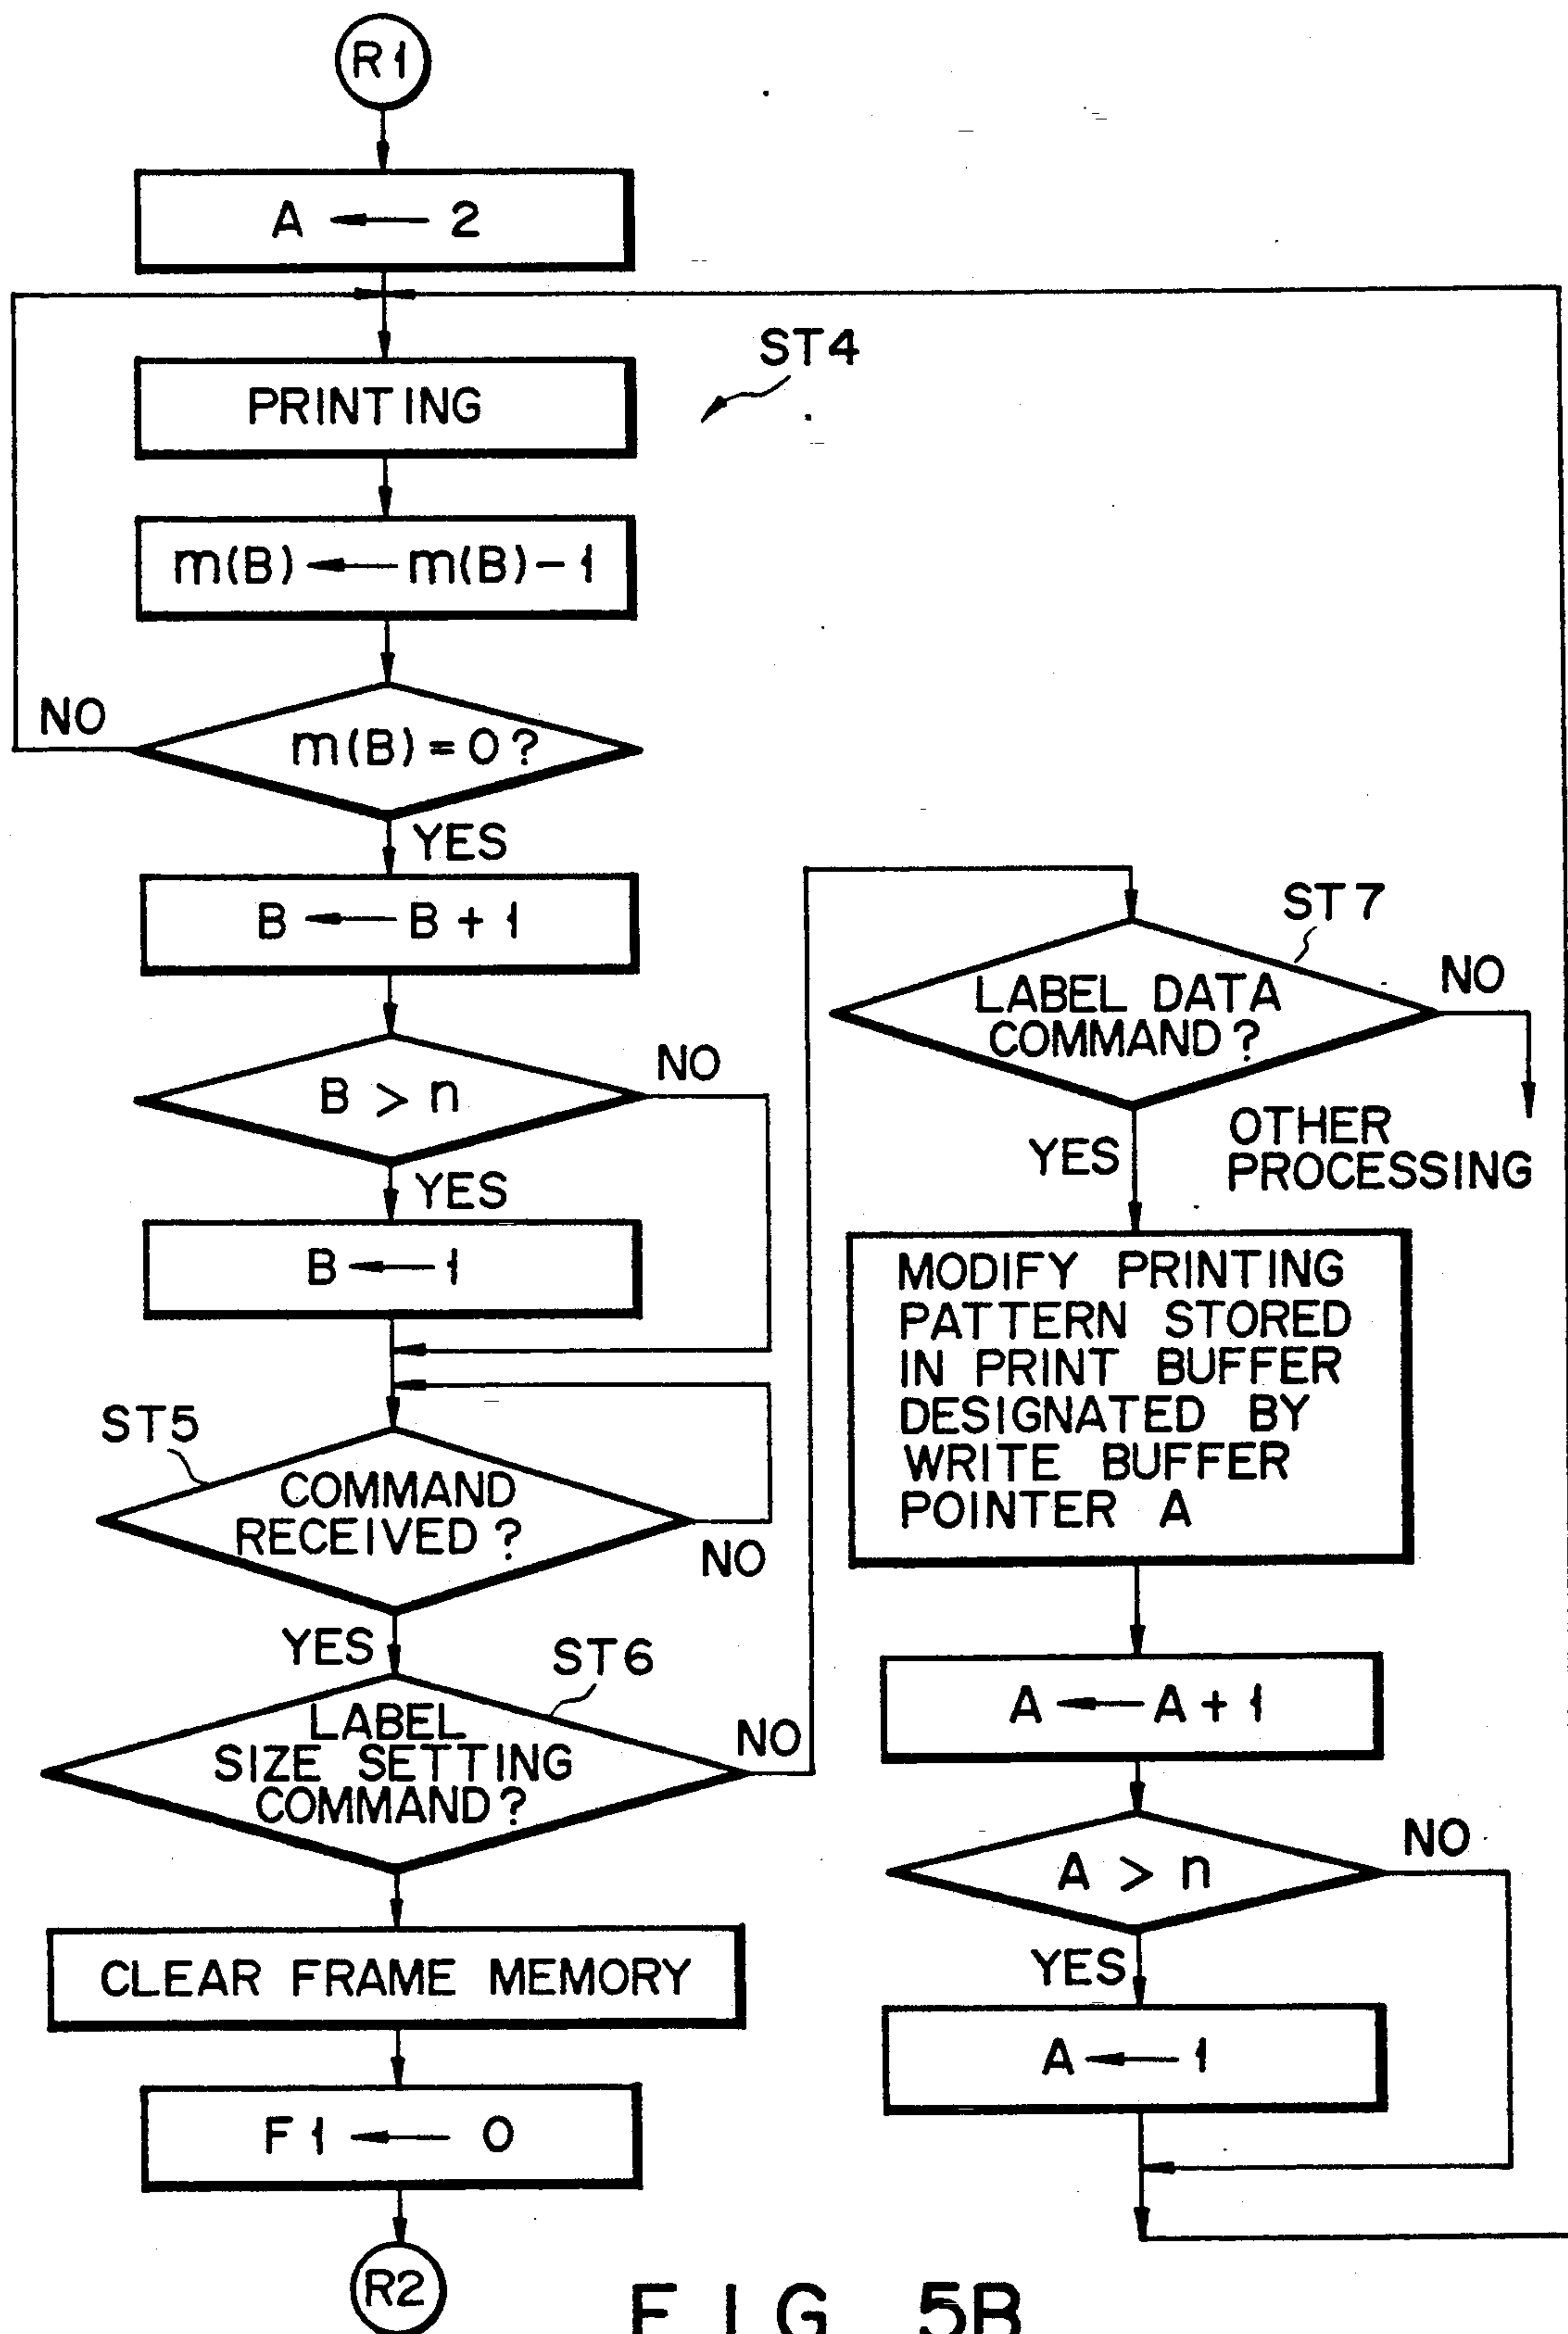 R1
A ← 2
ST4
PRINTING
m(B) ← m(B) - 1
NO
m(B) = 0 ?
YES
B ← B + 1
B > n
NO
YES
B ← 1
ST5
COMMAND
RECEIVED ?
NO
YES
ST6
LABEL
SIZE SETTING
COMMAND ?
NO
CLEAR FRAME MEMORY
F1 ← 0
R2
ST7
LABEL DATA
COMMAND ?
NO
OTHER
PROCESSING
YES
MODIFY PRINTING
PATTERN STORED
IN PRINT BUFFER
DESIGNATED BY
WRITE BUFFER
POINTER A
A ← A + 1
A > n
NO
YES
A ← 1
FIG. 5B